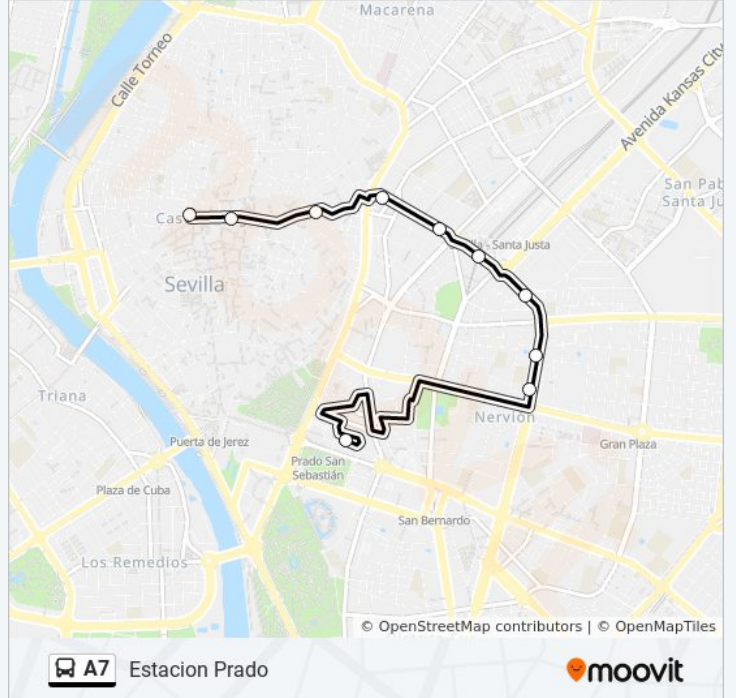 Macarena
Calle Torneo
Avenida Kansas City
San Pab
Santa Ju
Cas
a - Santa Justa
Sevilla
Triana
Nervión
Puerta de Jerez
Gran Plaza
Prado San
Sebastián
Plaza de Cuba
San Bernardo
Los Remedios
© OpenStreetMap contributors | © OpenMapTiles
A7 Estacion Prado
moovit